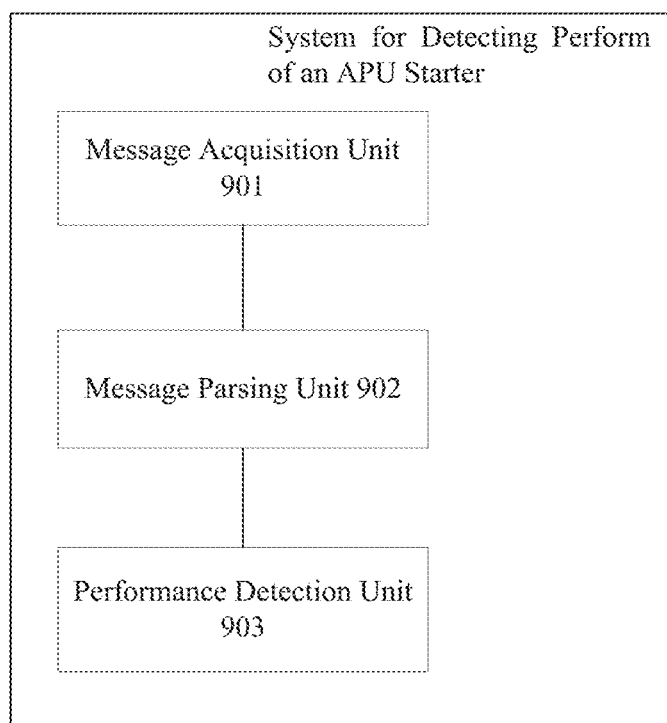 System for Detecting Perform
of an APU Starter
Message Acquisition Unit
901
Message Parsing Unit 902
Performance Detection Unit
903